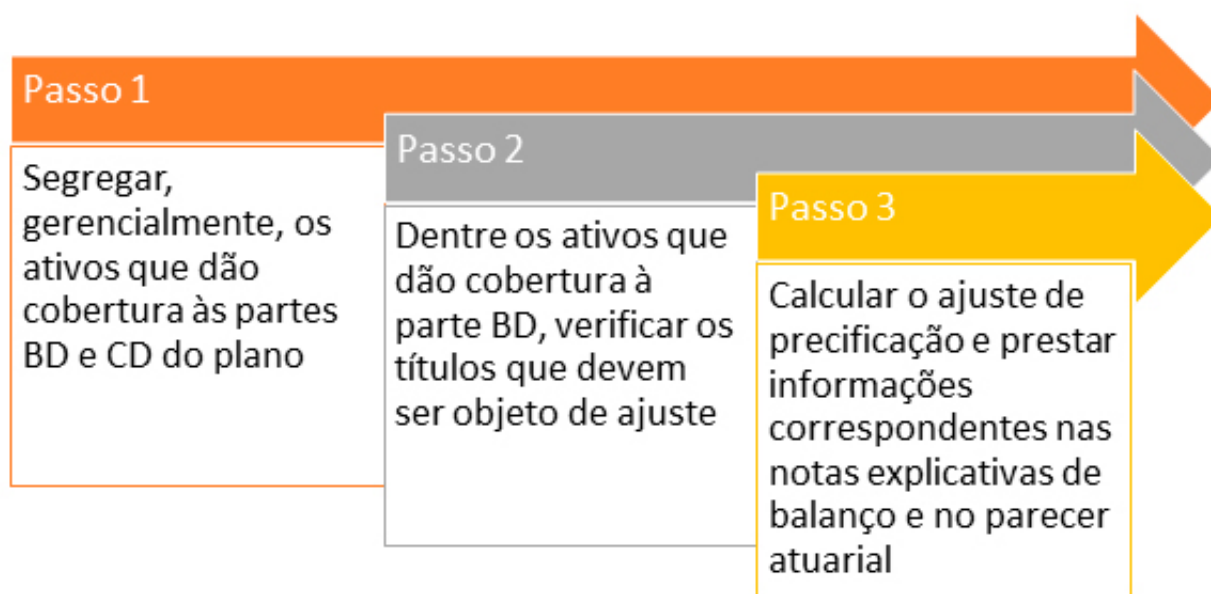 Passo 1
Segregar,
gerencialmente, os
ativos que dão
cobertura às partes
BD e CD do plano
Passo 2
Dentre os ativos que
dão cobertura à
parte BD, verificar os
títulos que devem
ser objeto de ajuste
Passo 3
Calcular o ajuste de
precificação e prestar
informações
correspondentes nas
notas explicativas de
balanço e no parecer
atuarial